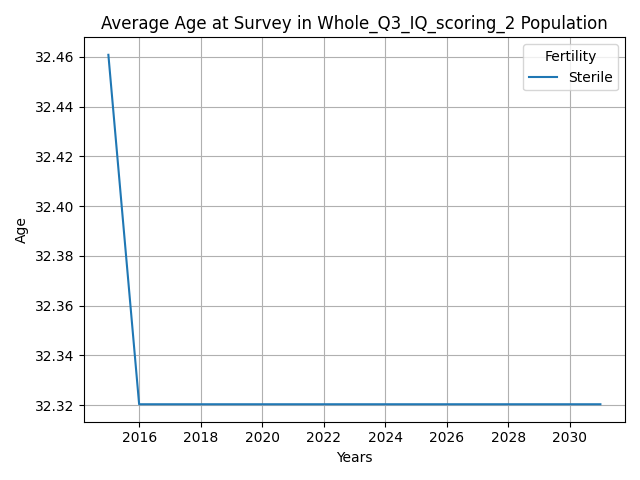 Average Age at Survey in Whole_Q3_IQ_scoring_2 Population
Fertility
Sterile
32.46
32.44
32.42
32.40
32.38
32.36
32.34
32.32
Age
2016 2018 2020 2022 2024 2026 2028 2030
Years